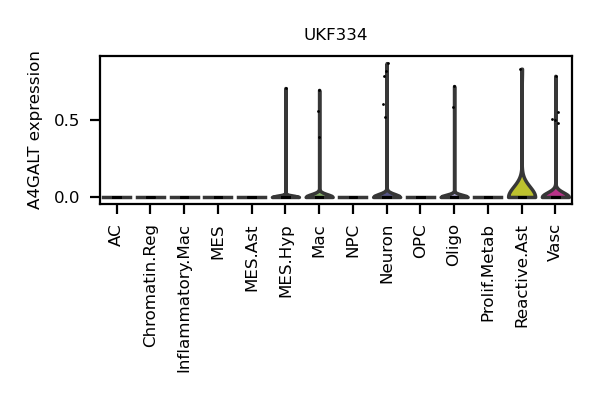 UKF334
A4GALT expression
0.5
0.0
AC
Chromatin.Reg
Inflammatory.Mac
MES
MES.Ast
MES.Hyp
Mac
NPC
Neuron
OPC
Oligo
Prolif.Metab
Reactive.Ast
Vasc